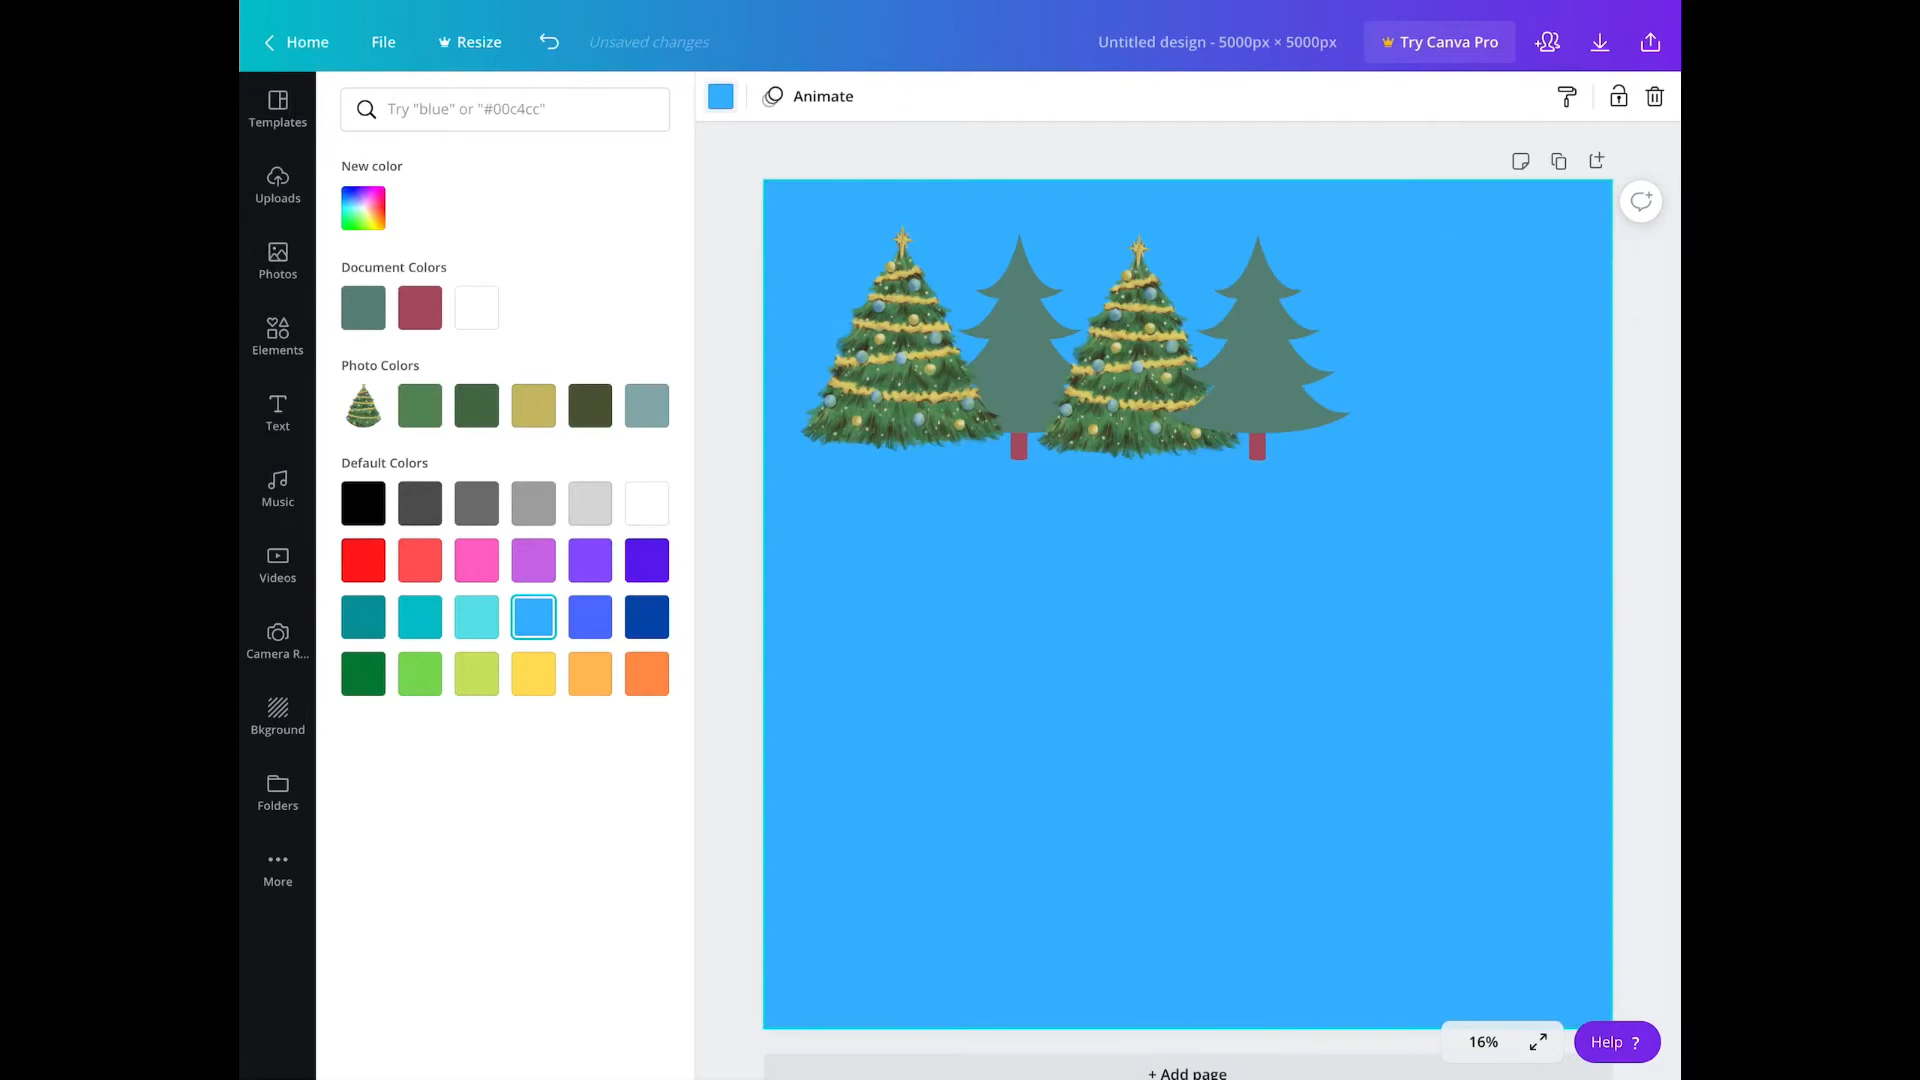 Home
File
Resize
Unsaved changes
Untitled design - 5000px × 5000px
Try Canva Pro
Templates
Uploads
Photos
Elements
Text
Music
Videos
Camera R...
Bkground
Folders
More
Try "blue" or "#00c4cc"
New color
Document Colors
Photo Colors
Default Colors
Animate
16%
Help ?
+ Add page